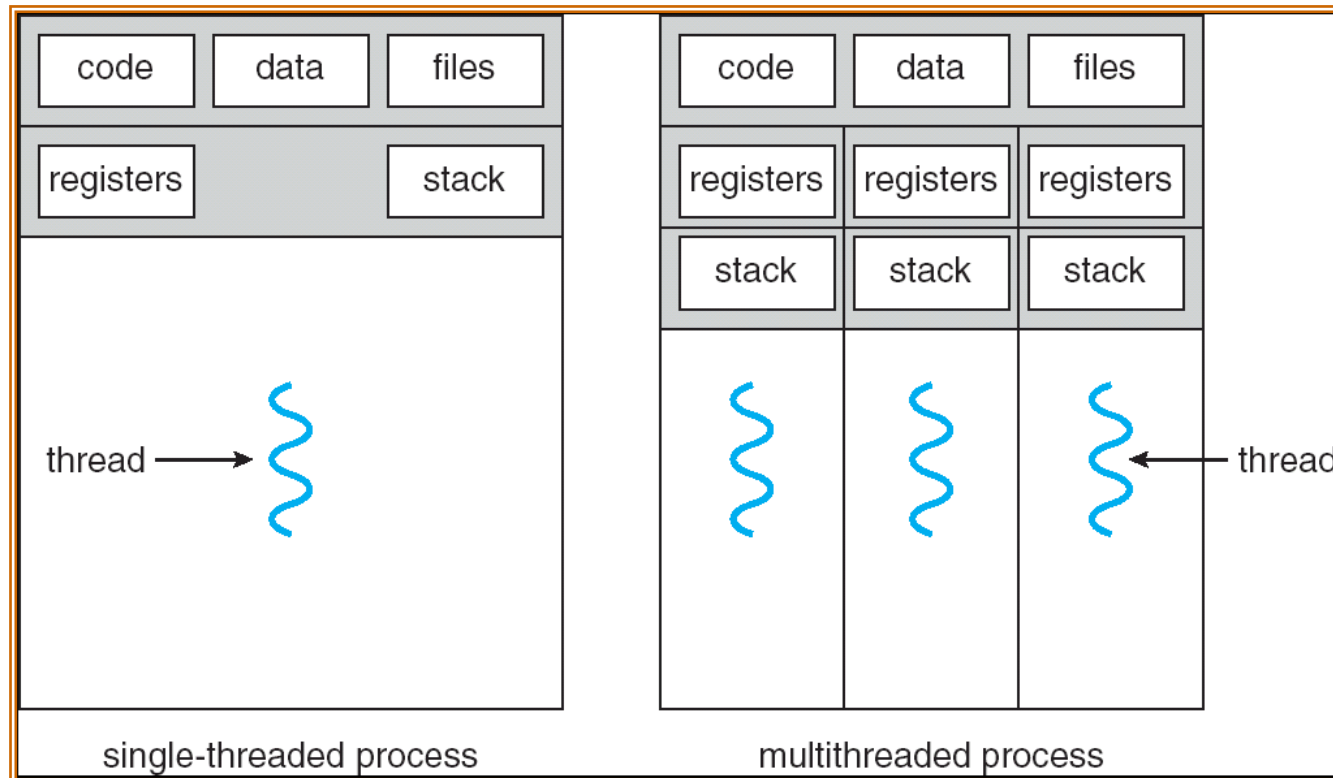 code data files
registers stack
thread
single-threaded process
code data files
registers registers registers
stack stack stack
thread
multithreaded process